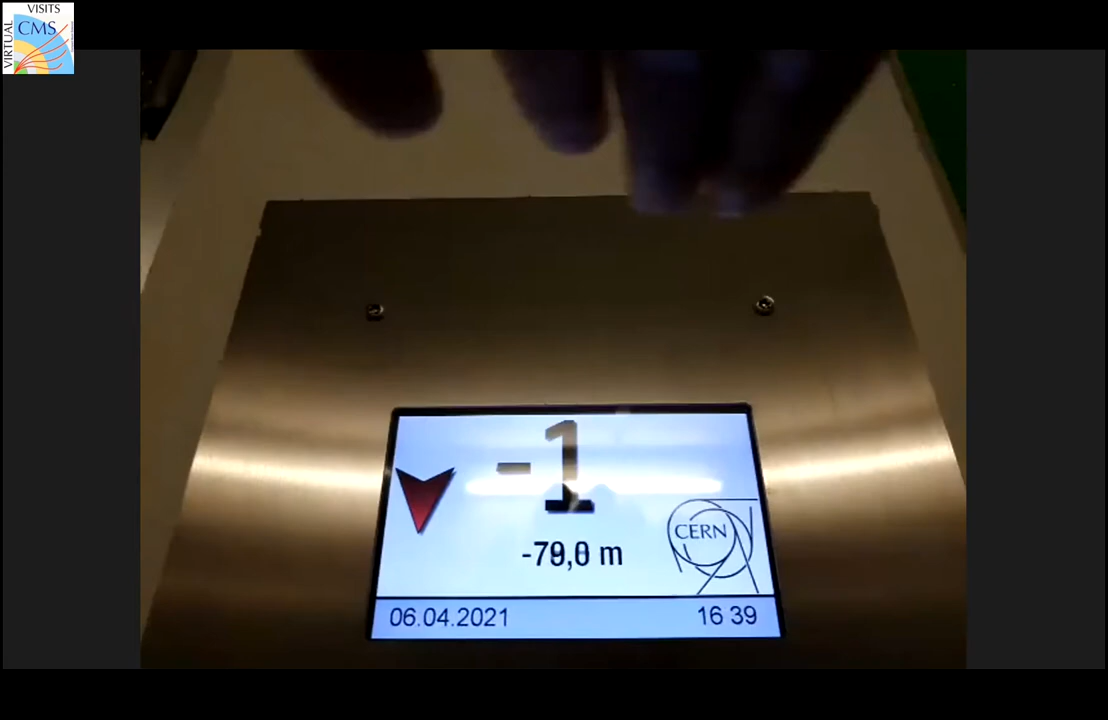 VIRTUAL
VISITS
CMS
-1
-79,0 m
CERN
06.04.2021
16 39